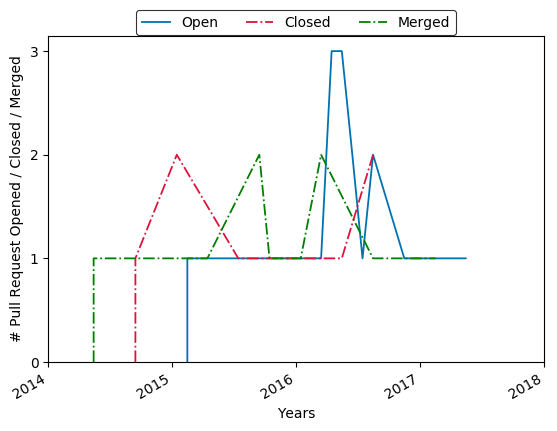 Open Closed Merged
# Pull Request Opened / Closed / Merged
3
2
1
0
2014 2015 2016 2017 2018
Years